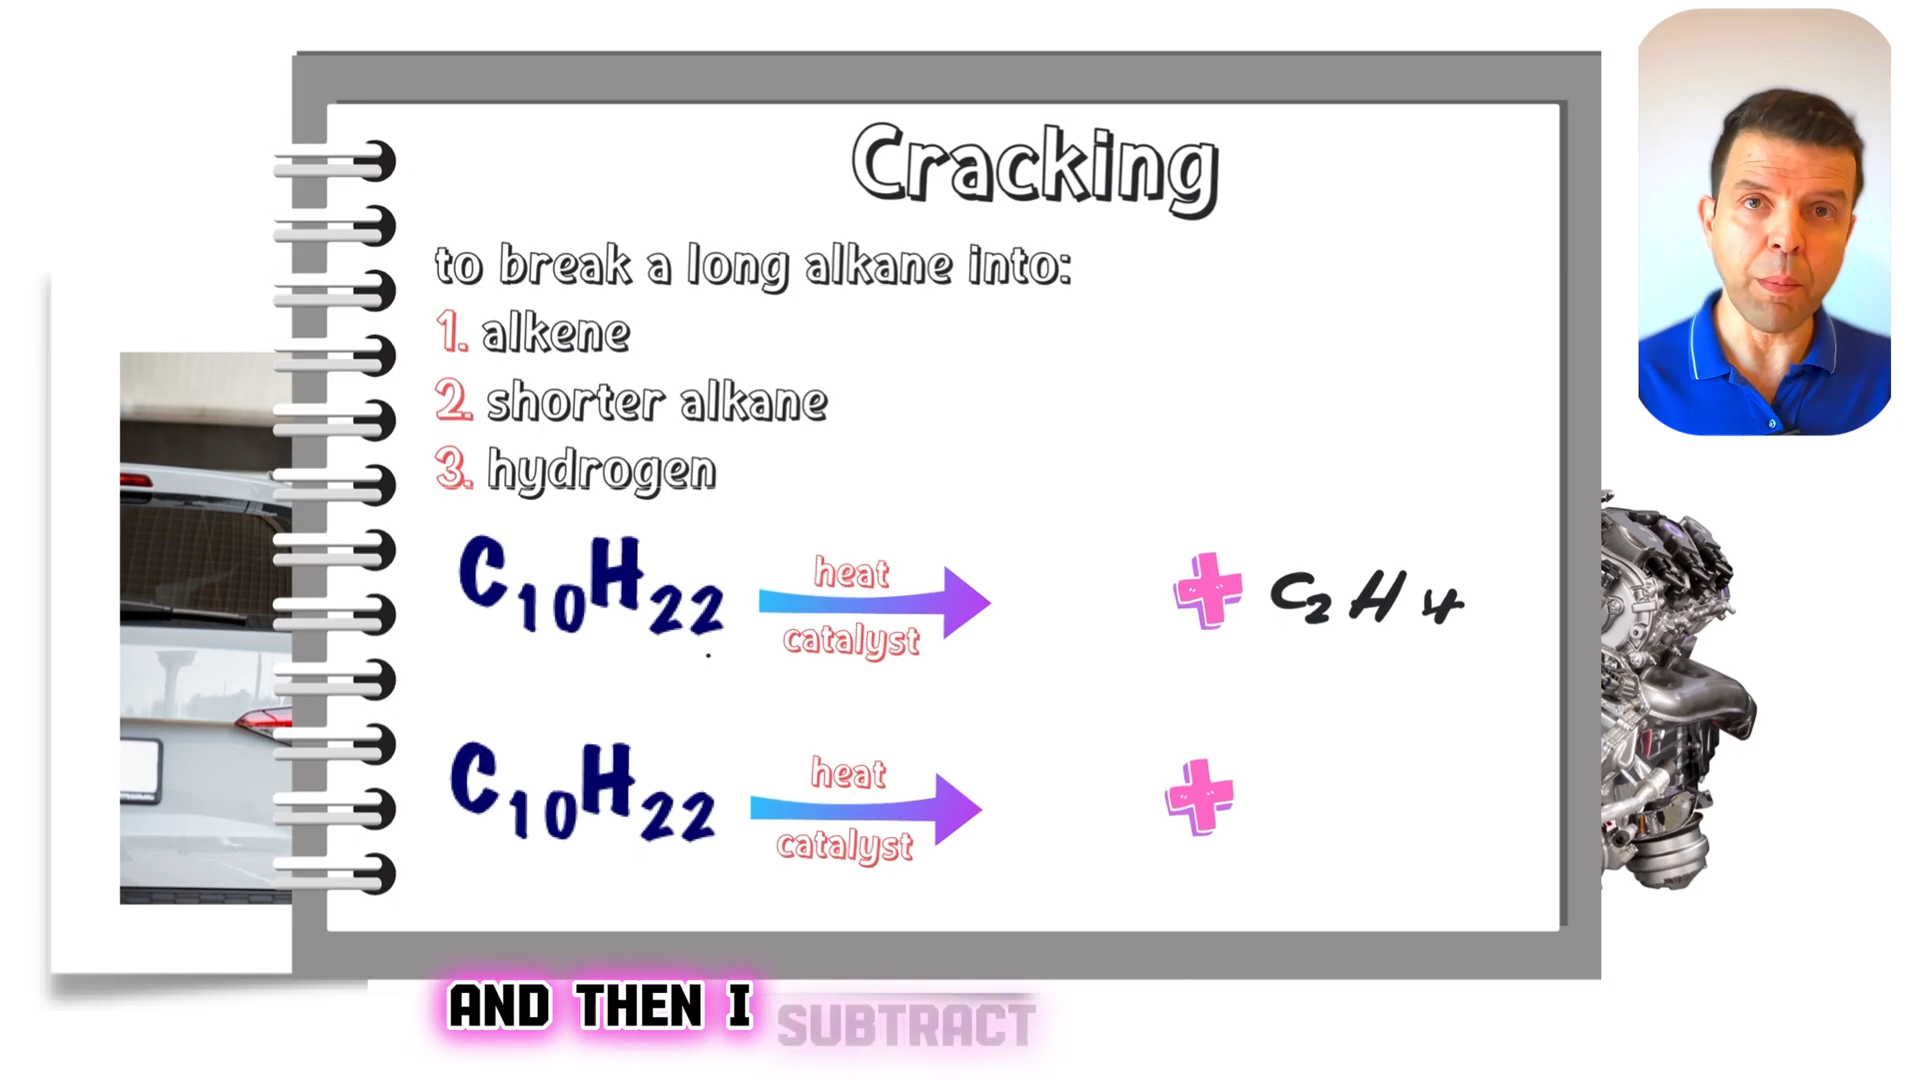 Cracking
to break a long alkane into:
1. alkene
2. shorter alkane
3. hydrogen
C10H22 heat catalyst + C2H4
C10H22 heat catalyst +
AND THEN I SUBTRACT